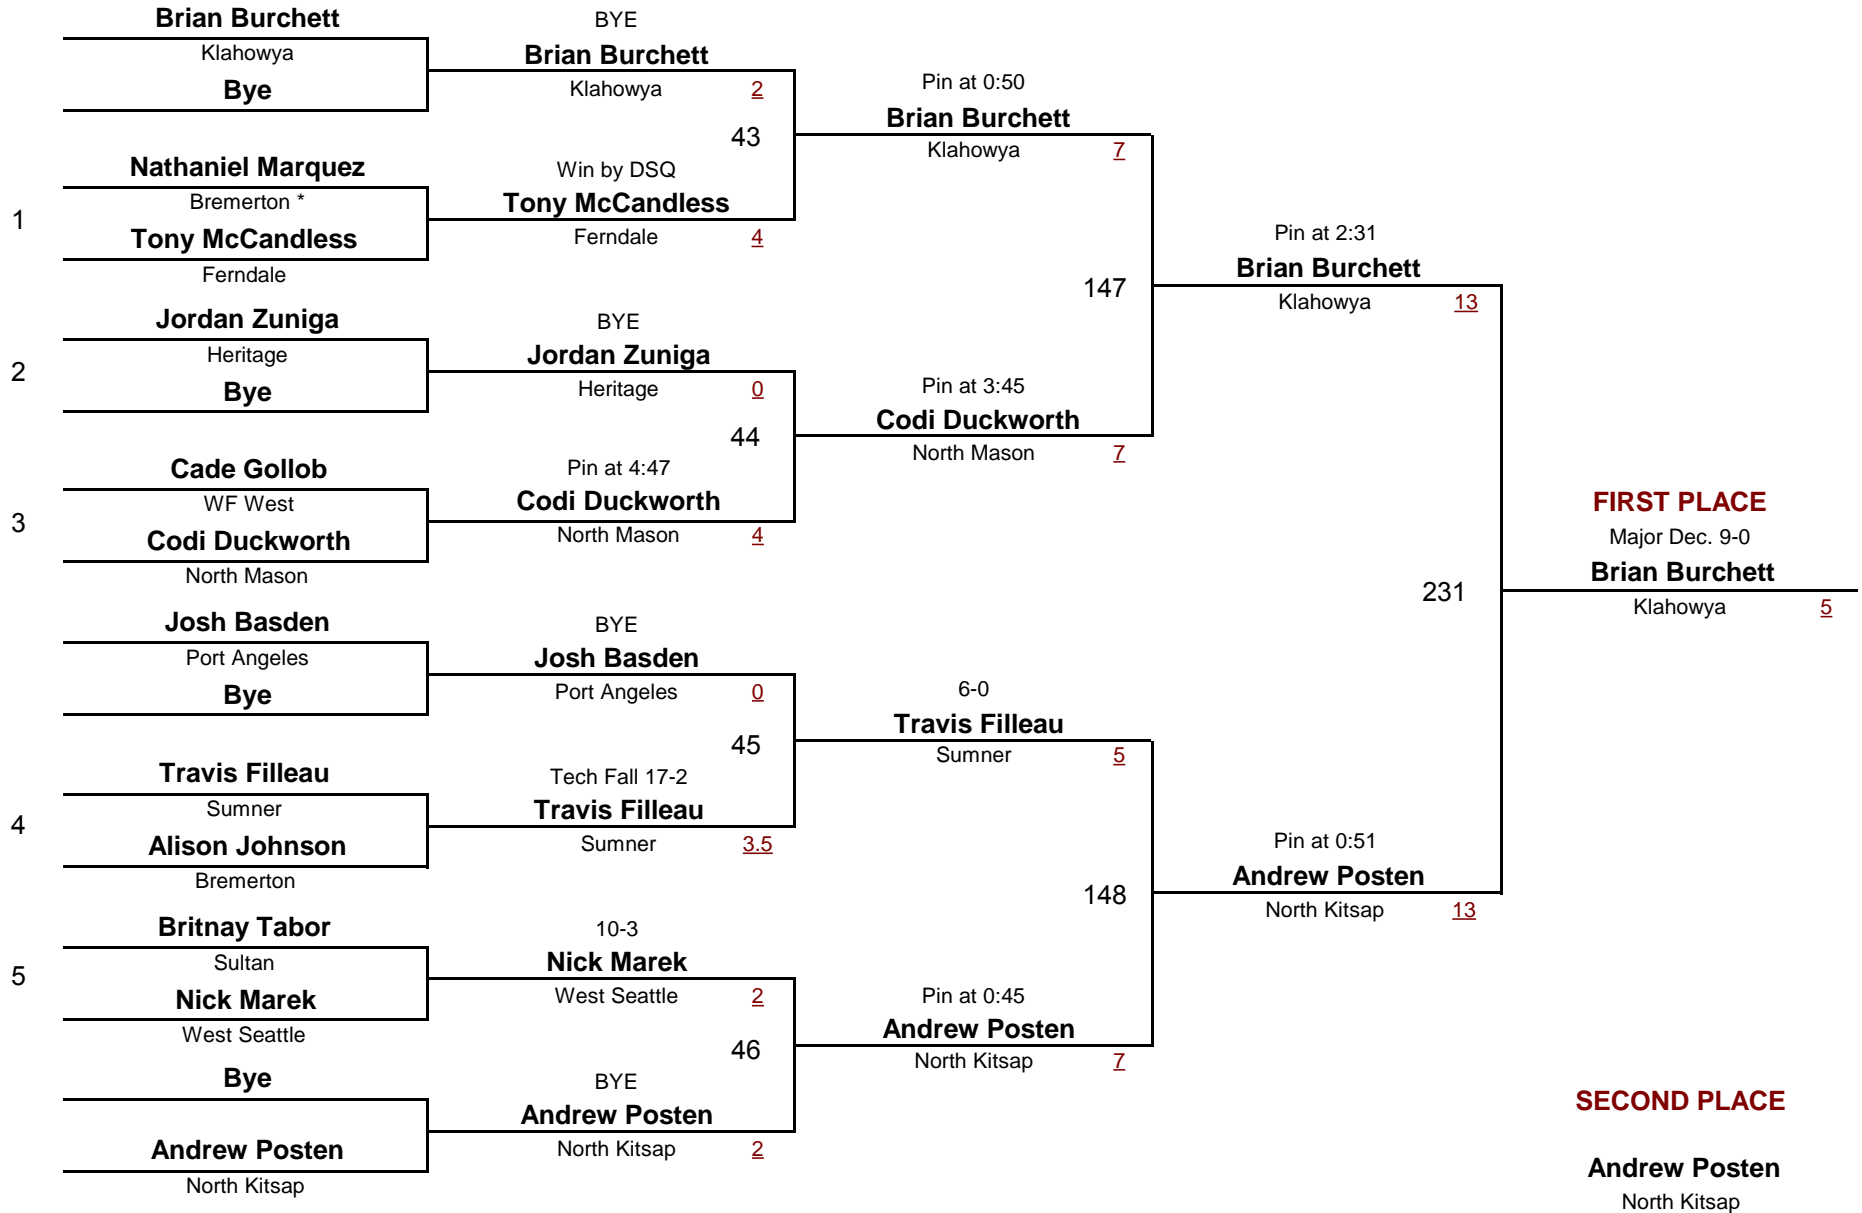 Brian Burchett
Klahowya
Bye
1
Nathaniel Marquez
Bremerton *
Tony McCandless
Ferndale
2
Jordan Zuniga
Heritage
Bye
3
Cade Gollob
WF West
Codi Duckworth
North Mason
Josh Basden
Port Angeles
Bye
4
Travis Filleau
Sumner
Alison Johnson
Bremerton
5
Britnay Tabor
Sultan
Nick Marek
West Seattle
Bye
Andrew Posten
North Kitsap
BYE
Brian Burchett
Klahowya 2
43
Win by DSQ
Tony McCandless
Ferndale 4
BYE
Jordan Zuniga
Heritage 0
44
Pin at 4:47
Codi Duckworth
North Mason 4
BYE
Josh Basden
Port Angeles 0
45
Tech Fall 17-2
Travis Filleau
Sumner 3.5
10-3
Nick Marek
West Seattle 2
46
BYE
Andrew Posten
North Kitsap 2
Pin at 0:50
Brian Burchett
Klahowya 7
147
Pin at 3:45
Codi Duckworth
North Mason 7
6-0
Travis Filleau
Sumner 5
148
Pin at 0:45
Andrew Posten
North Kitsap 7
Pin at 2:31
Brian Burchett
Klahowya 13
231
Pin at 0:51
Andrew Posten
North Kitsap 13
FIRST PLACE
Major Dec. 9-0
Brian Burchett
Klahowya 5
SECOND PLACE
Andrew Posten
North Kitsap